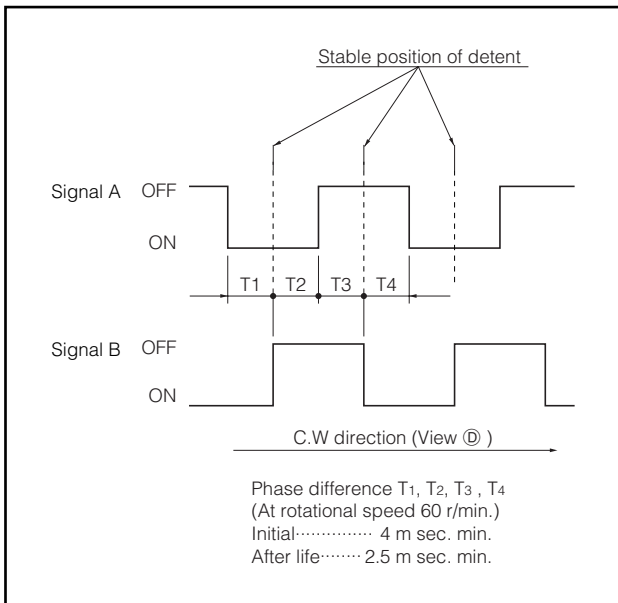 Stable position of detent
Signal A OFF
ON
T1 T2 T3 T4
Signal B OFF
ON
C.W direction (View Ⓓ )
Phase difference T1, T2, T3 , T4
(At rotational speed 60 r/min.)
Initial··············· 4 m sec. min.
After life········ 2.5 m sec. min.